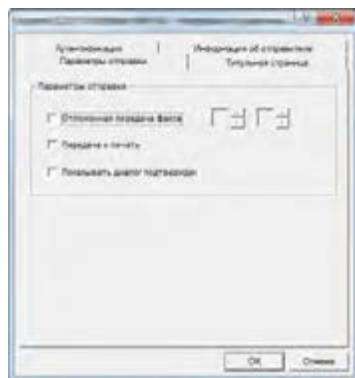 Аутентификация
Информация об отправителе
Параметры отправки
Титульная страница
Параметры отправки
Отложенная передача факса
Передача и печать
Показывать диалог подтвержден
OK
Отмена